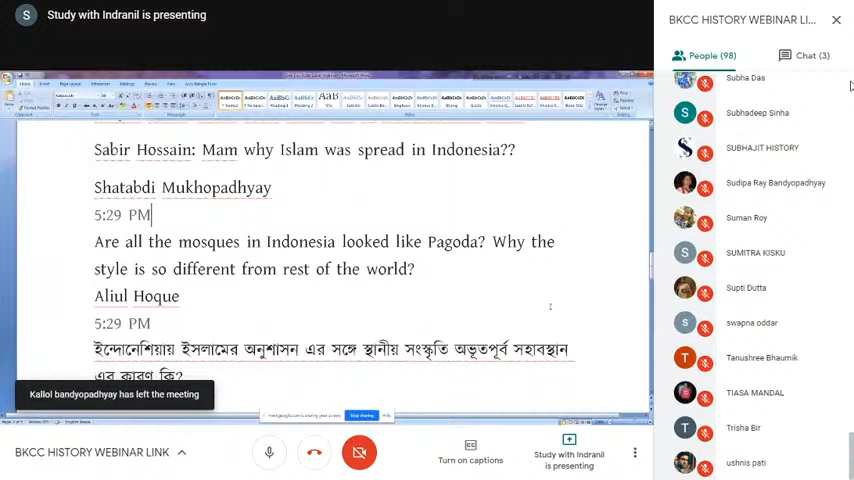 Study with Indranil is presenting
BKCC HISTORY WEBINAR LI...
People (98)
Chat (3)
Subha Das
Subhadeep Sinha
SUBHAJIT HISTORY
Sudipa Ray Bandyopadhyay
Suman Roy
SUMITRA KISKU
Supti Dutta
swapna oddar
Tanushree Bhaumik
TIASA MANDAL
Trisha Bir
ushnis pati
Sabir Hossain: Mam why Islam was spread in Indonesia??
Shatabdi Mukhopadhyay
5:29 PM
Are all the mosques in Indonesia looked like Pagoda? Why the
style is so different from rest of the world?
Aliul Hoque
5:29 PM
ইন্দোনেশিয়ায় ইসলামের অনুশাসন এর সঙ্গে স্থানীয় সংস্কৃতি অভূতপূর্ব সহাবস্থান
এর কারণ কি?
Kallol bandyopadhyay has left the meeting
Stop sharing
Hide
BKCC HISTORY WEBINAR LINK
Turn on captions
Study with Indranil
is presenting